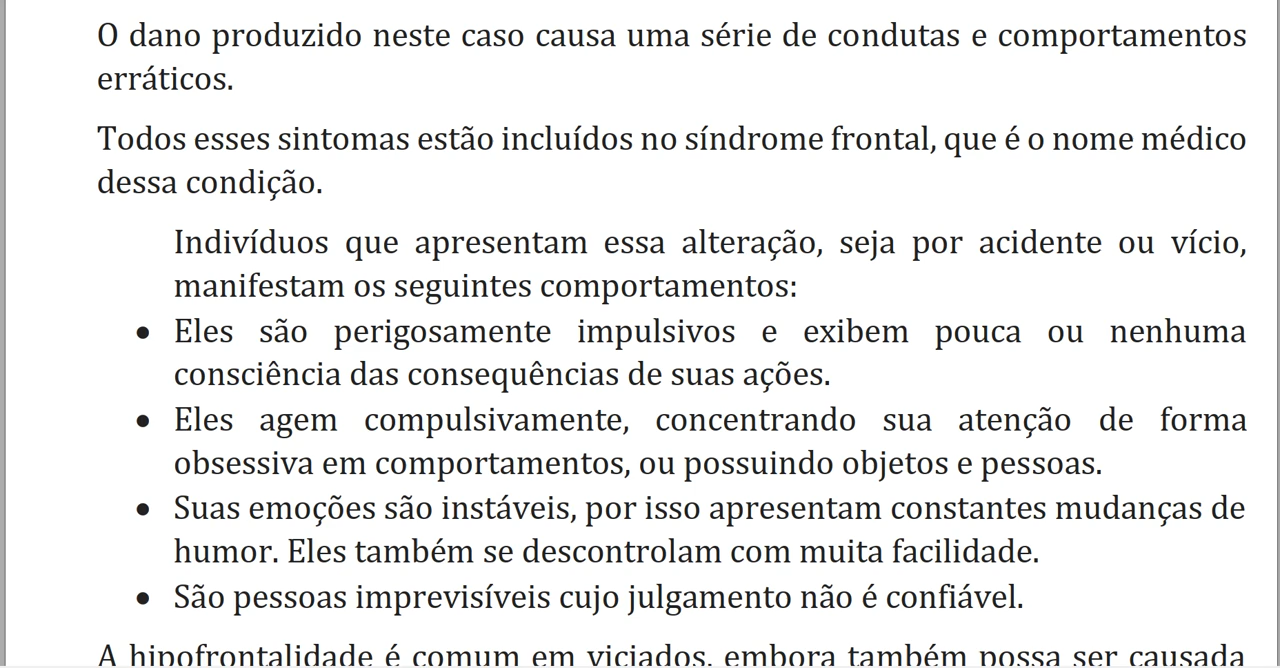 O dano produzido neste caso causa uma série de condutas e comportamentos
erráticos.
Todos esses sintomas estão incluídos no síndrome frontal, que é o nome médico
dessa condição.
Indivíduos que apresentam essa alteração, seja por acidente ou vício,
manifestam os seguintes comportamentos:
• Eles são perigosamente impulsivos e exibem pouca ou nenhuma
consciência das consequências de suas ações.
• Eles agem compulsivamente, concentrando sua atenção de forma
obsessiva em comportamentos, ou possuindo objetos e pessoas.
• Suas emoções são instáveis, por isso apresentam constantes mudanças de
humor. Eles também se descontrolam com muita facilidade.
• São pessoas imprevisíveis cujo julgamento não é confiável.
A hipofrontalidade é comum em viciados, embora também possa ser causada